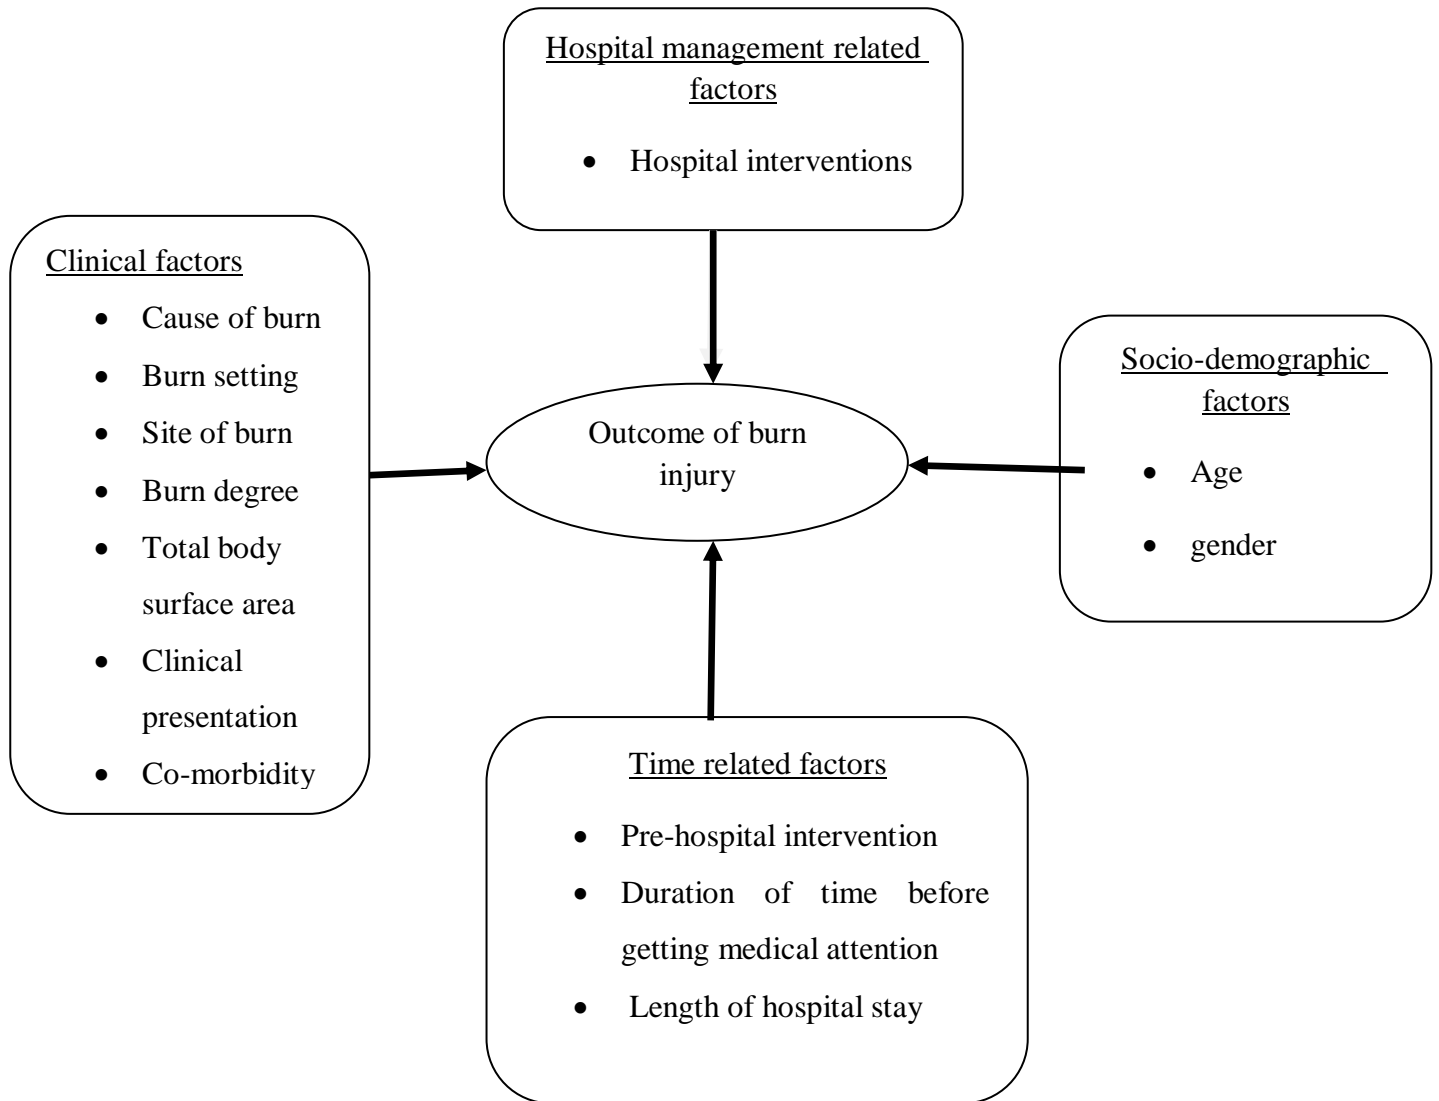 Hospital management related
factors
• Hospital interventions
Clinical factors
• Cause of burn
• Burn setting
• Site of burn
• Burn degree
• Total body
surface area
• Clinical
presentation
• Co-morbidity
Outcome of burn
injury
Socio-demographic
factors
• Age
• gender
Time related factors
• Pre-hospital intervention
• Duration of time before
getting medical attention
• Length of hospital stay